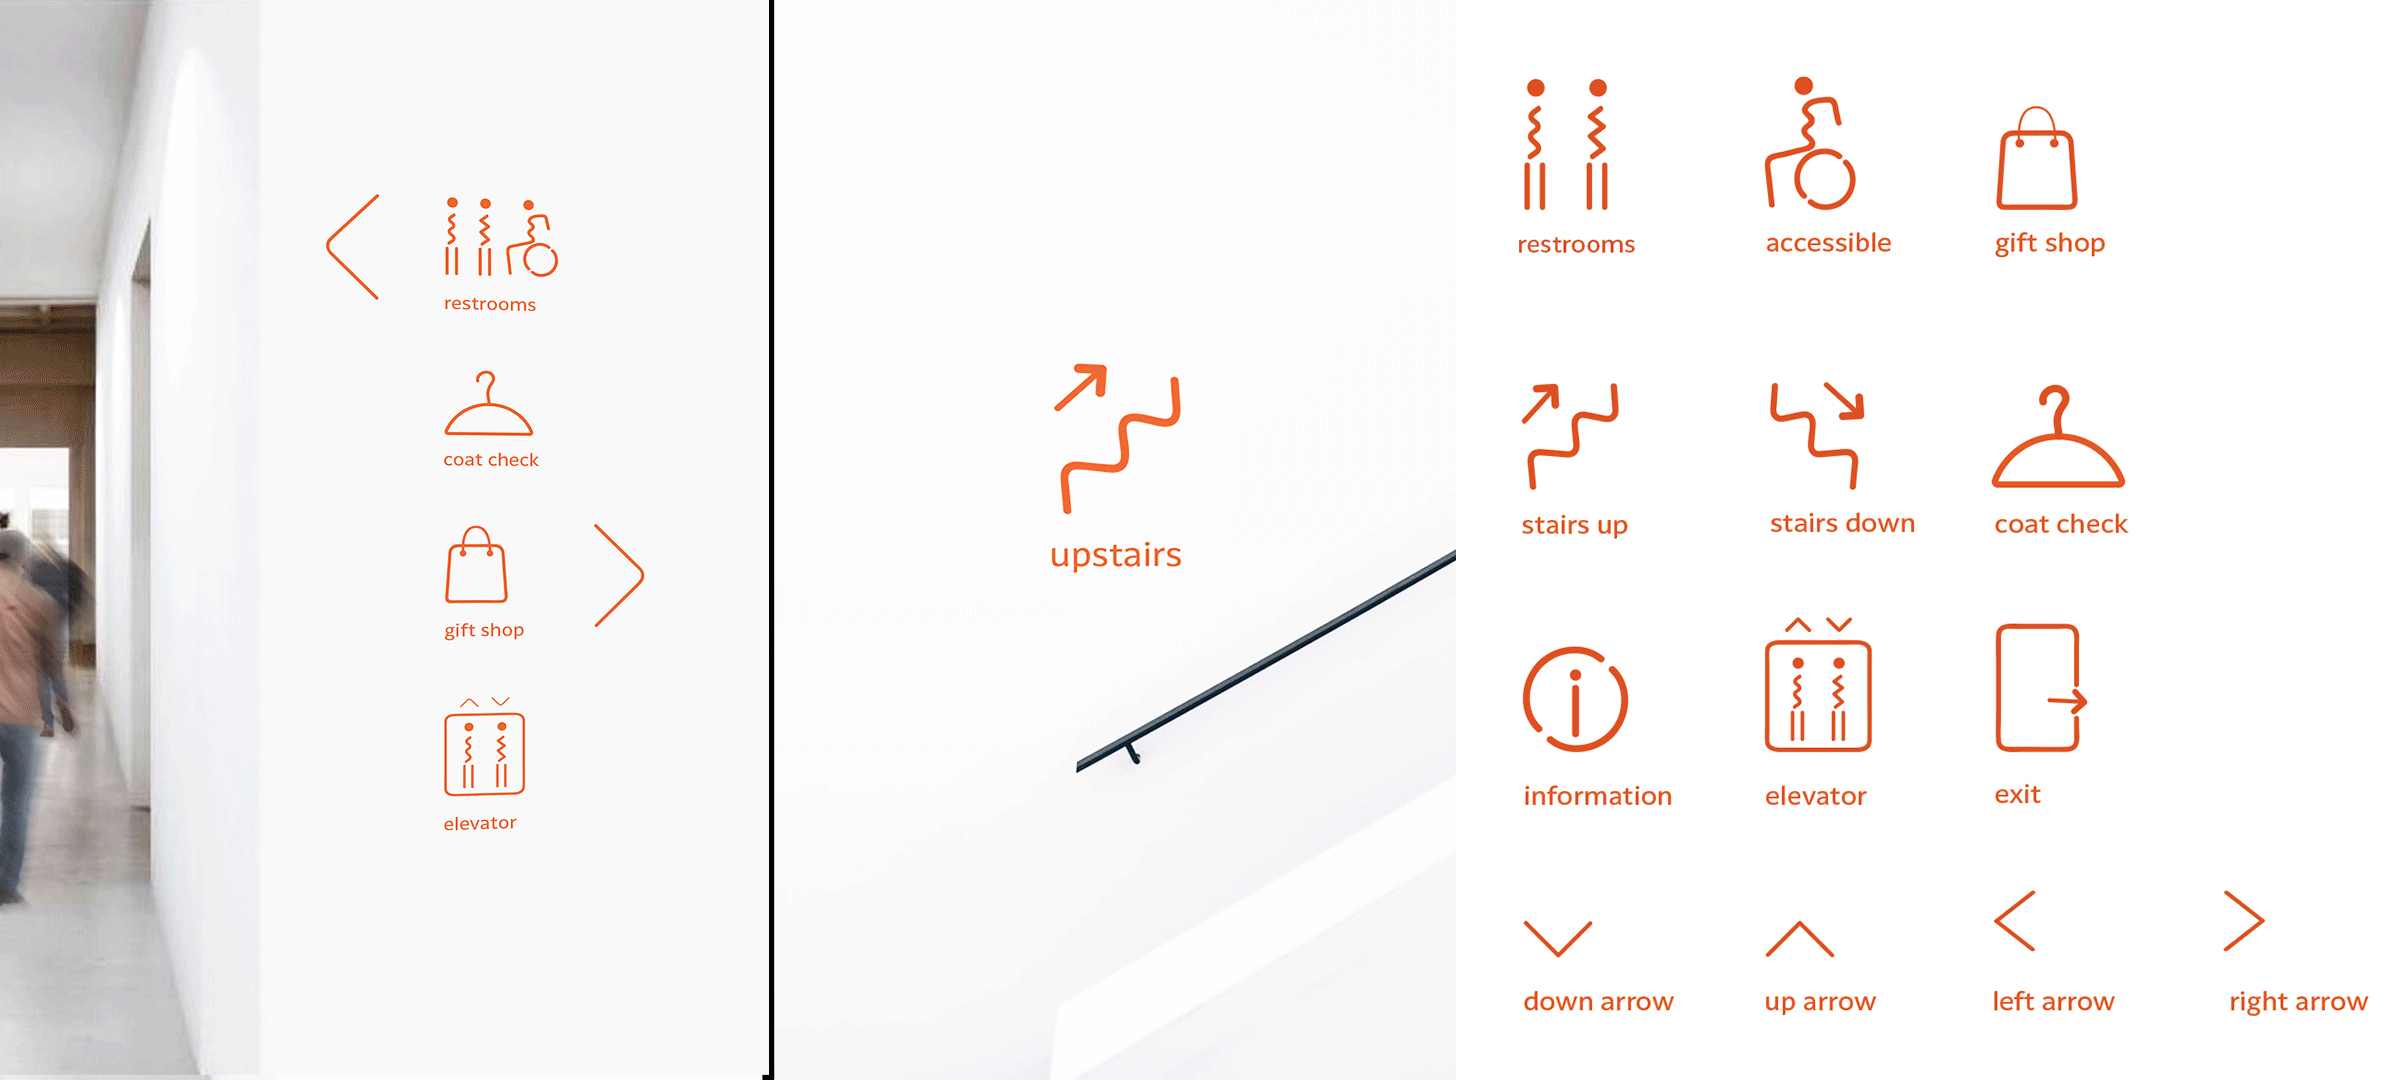 restrooms
coat check
gift shop
elevator
upstairs
restrooms
accessible
gift shop
stairs up
stairs down
coat check
information
elevator
exit
down arrow
up arrow
left arrow
right arrow